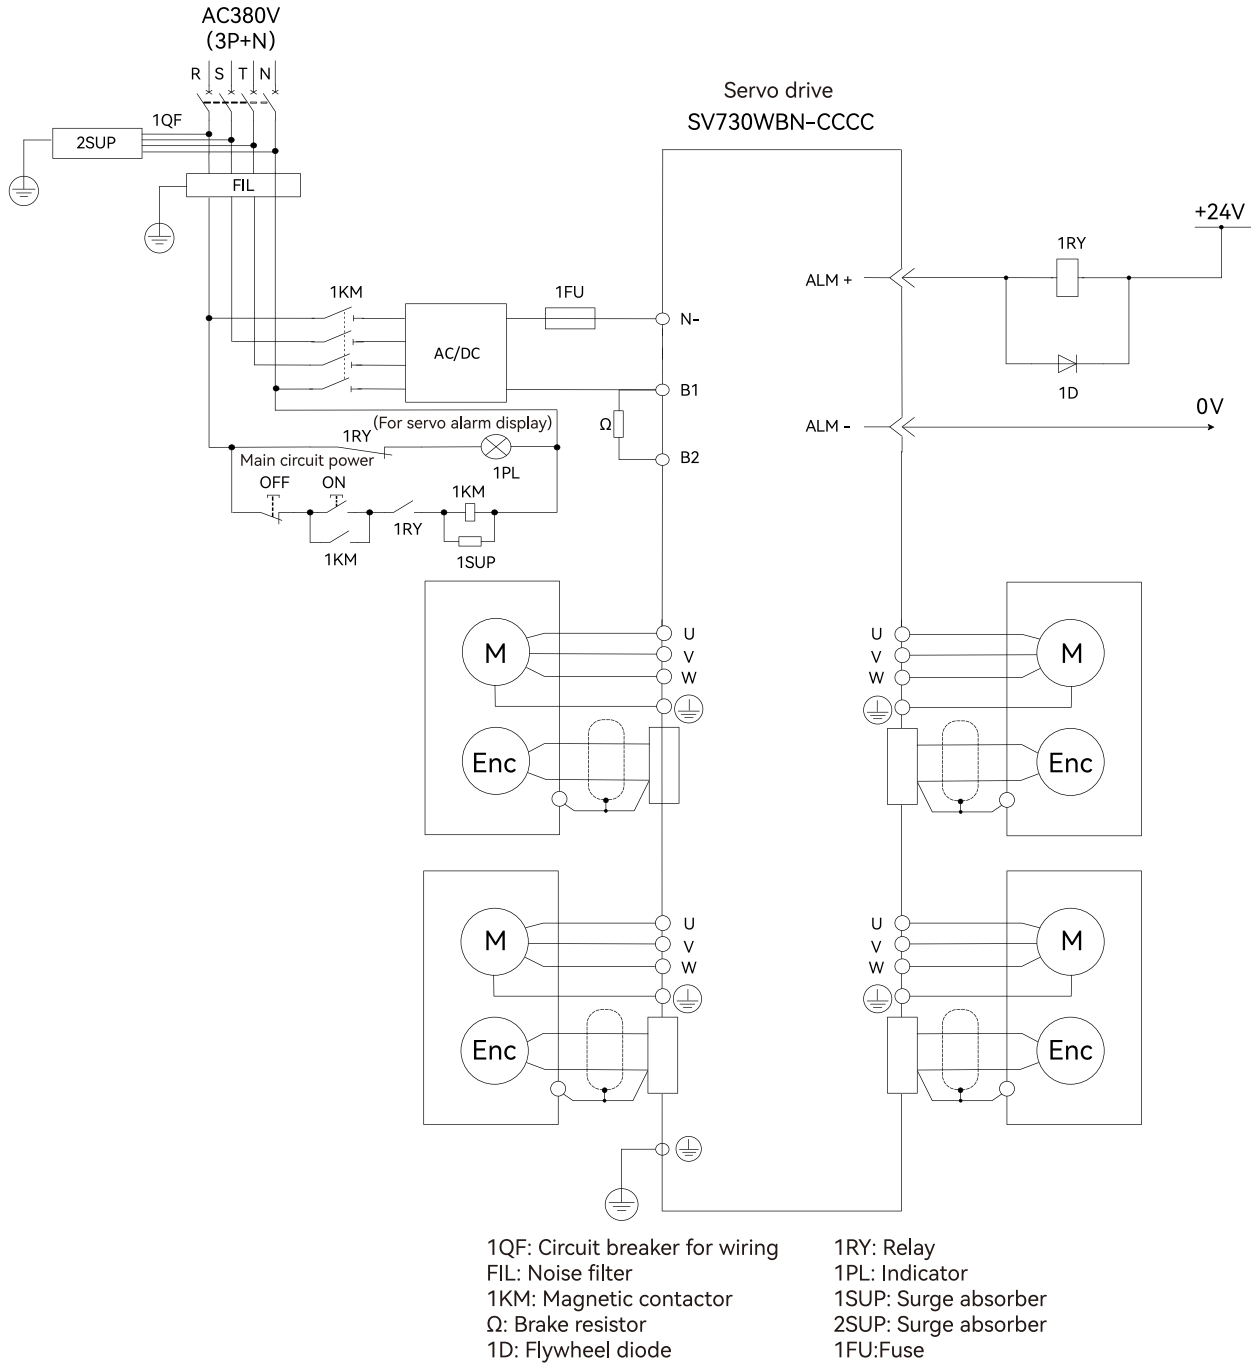 AC380V
(3P+N)
R S T N
Servo drive
SV730WBN-CCCC
1QF
2SUP
FIL
+24V
1RY
ALM +
1KM
1FU
N-
AC/DC
1D
B1
0V
(For servo alarm display)
Ω
ALM -
1RY
Main circuit power
B2
1PL
OFF
ON
1KM
1RY
1KM
1SUP
M
U
V
W
U
V
W
M
Enc
Enc
M
U
V
W
U
V
W
M
Enc
Enc
1QF: Circuit breaker for wiring
FIL: Noise filter
1KM: Magnetic contactor
Ω: Brake resistor
1D: Flywheel diode
1RY: Relay
1PL: Indicator
1SUP: Surge absorber
2SUP: Surge absorber
1FU:Fuse